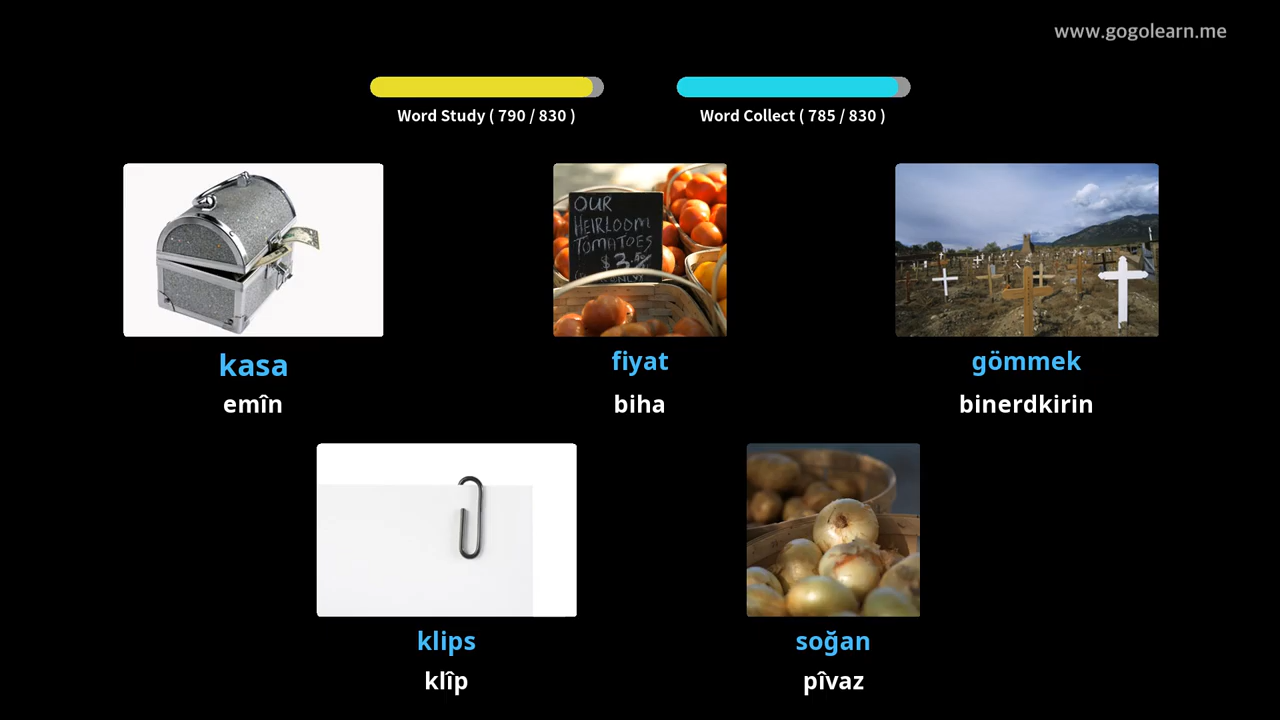 www.gogolearn.me
Word Study ( 790 / 830 )
Word Collect ( 785 / 830 )
OUR
HEIRLOOM
TOMATOES
kasa
emîn
fiyat
biha
gömmek
binerdkirin
klips
klîp
soğan
pîvaz